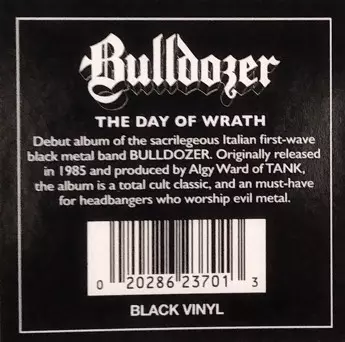 Bulldozer
THE DAY OF WRATH
Debut album of the sacrilegeous Italian first-wave
black metal band BULLDOZER. Originally released
in 1985 and produced by Algy Ward of TANK,
the album is a total cult classic, and an must-have
for headbangers who worship evil metal.
0 20286 23701 3
BLACK VINYL